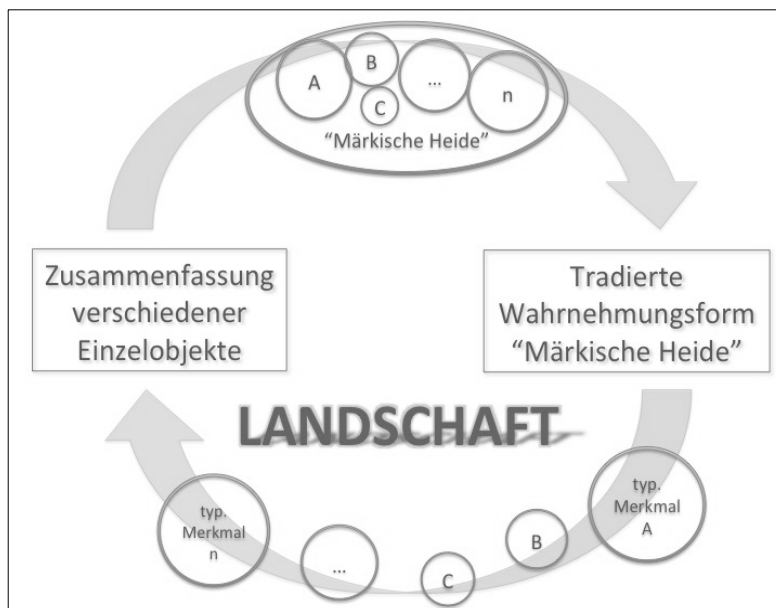 A
B
C
...
n
“Märkische Heide”
Zusammenfassung
verschiedener
Einzelobjekte
Tradierte
Wahrnehmungsform
“Märkische Heide”
LANDSCHAFT
typ.
Merkmal
n
...
C
B
typ.
Merkmal
A